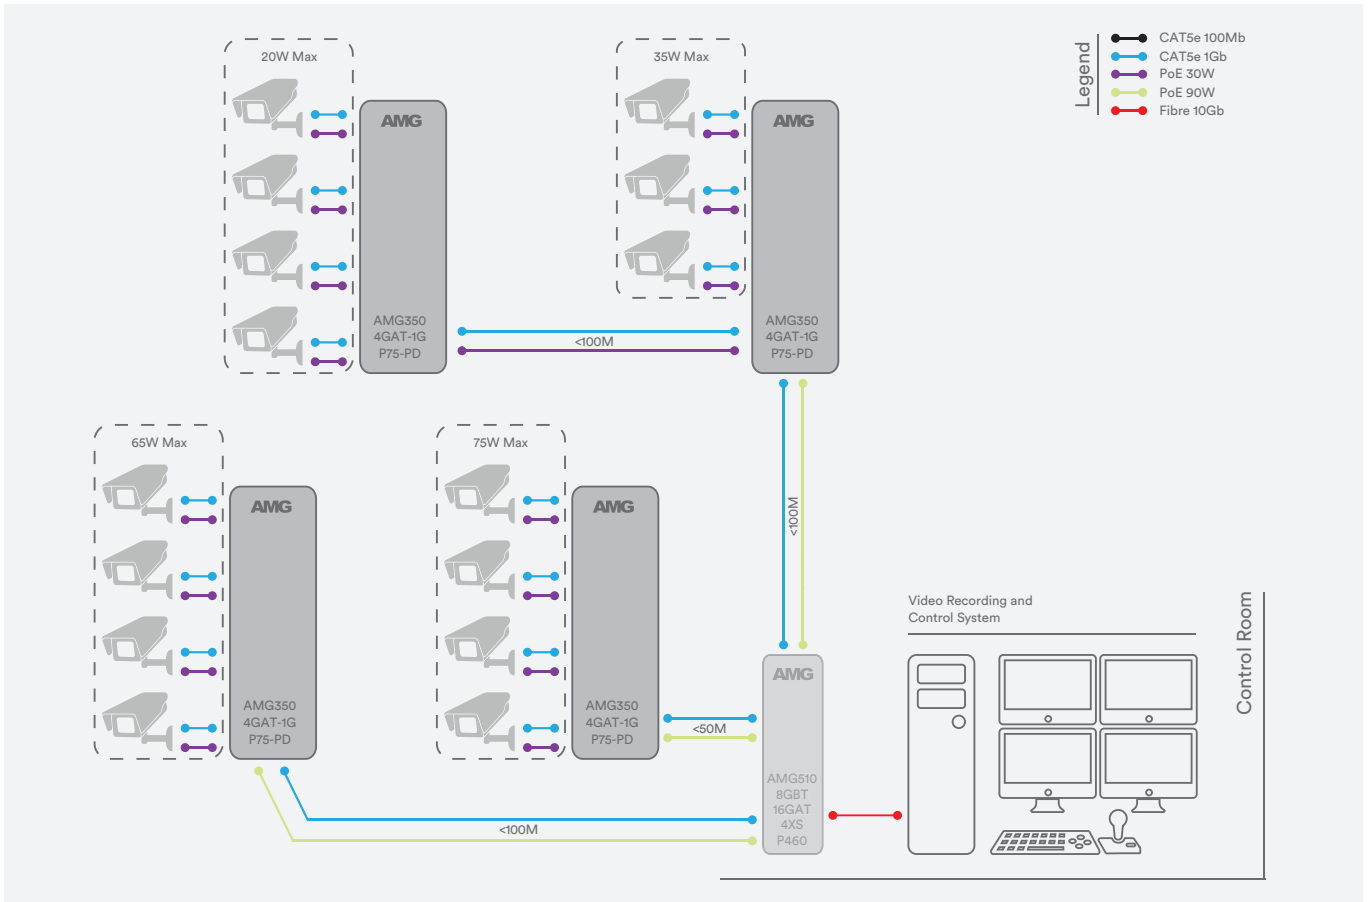 20W Max
35W Max
Legend
CAT5e 100Mb
CAT5e 1Gb
PoE 30W
PoE 90W
Fibre 10Gb
AMG
AMG
AMG350
4GAT-1G
P75-PD
<100M
AMG350
4GAT-1G
P75-PD
65W Max
75W Max
AMG
AMG
<100M
AMG350
4GAT-1G
P75-PD
AMG350
4GAT-1G
P75-PD
<50M
<100M
AMG
AMG510
8GBT
16GAT
4XS
P460
Video Recording and
Control System
Control Room